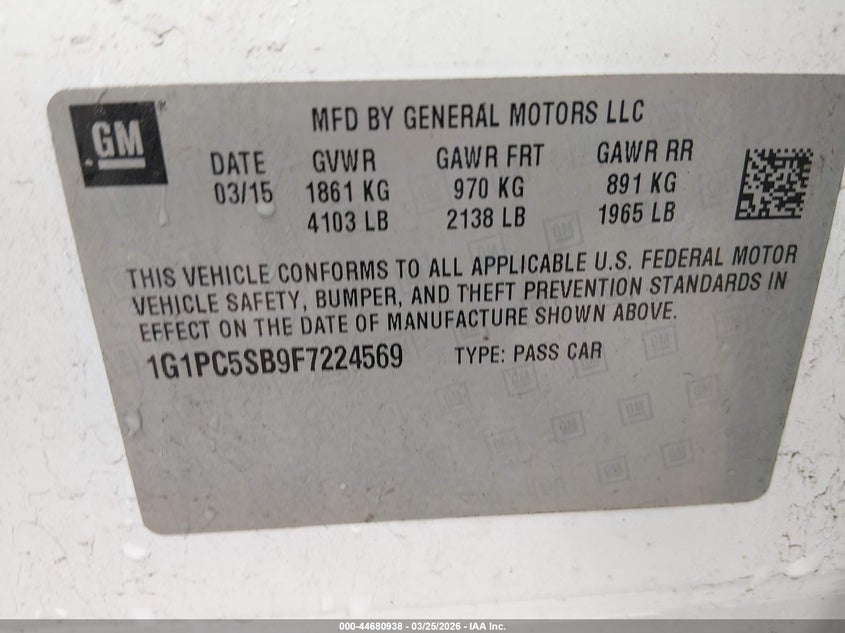 GM ®
MFD BY GENERAL MOTORS LLC
DATE GVWR GAWR FRT GAWR RR
03/15 1861 KG 970 KG 891 KG
4103 LB 2138 LB 1965 LB
THIS VEHICLE CONFORMS TO ALL APPLICABLE U.S. FEDERAL MOTOR
VEHICLE SAFETY, BUMPER, AND THEFT PREVENTION STANDARDS IN
EFFECT ON THE DATE OF MANUFACTURE SHOWN ABOVE.
1G1PC5SB9F7224569 TYPE: PASS CAR
000-44680938 - 03/25/2026 - IAA Inc.